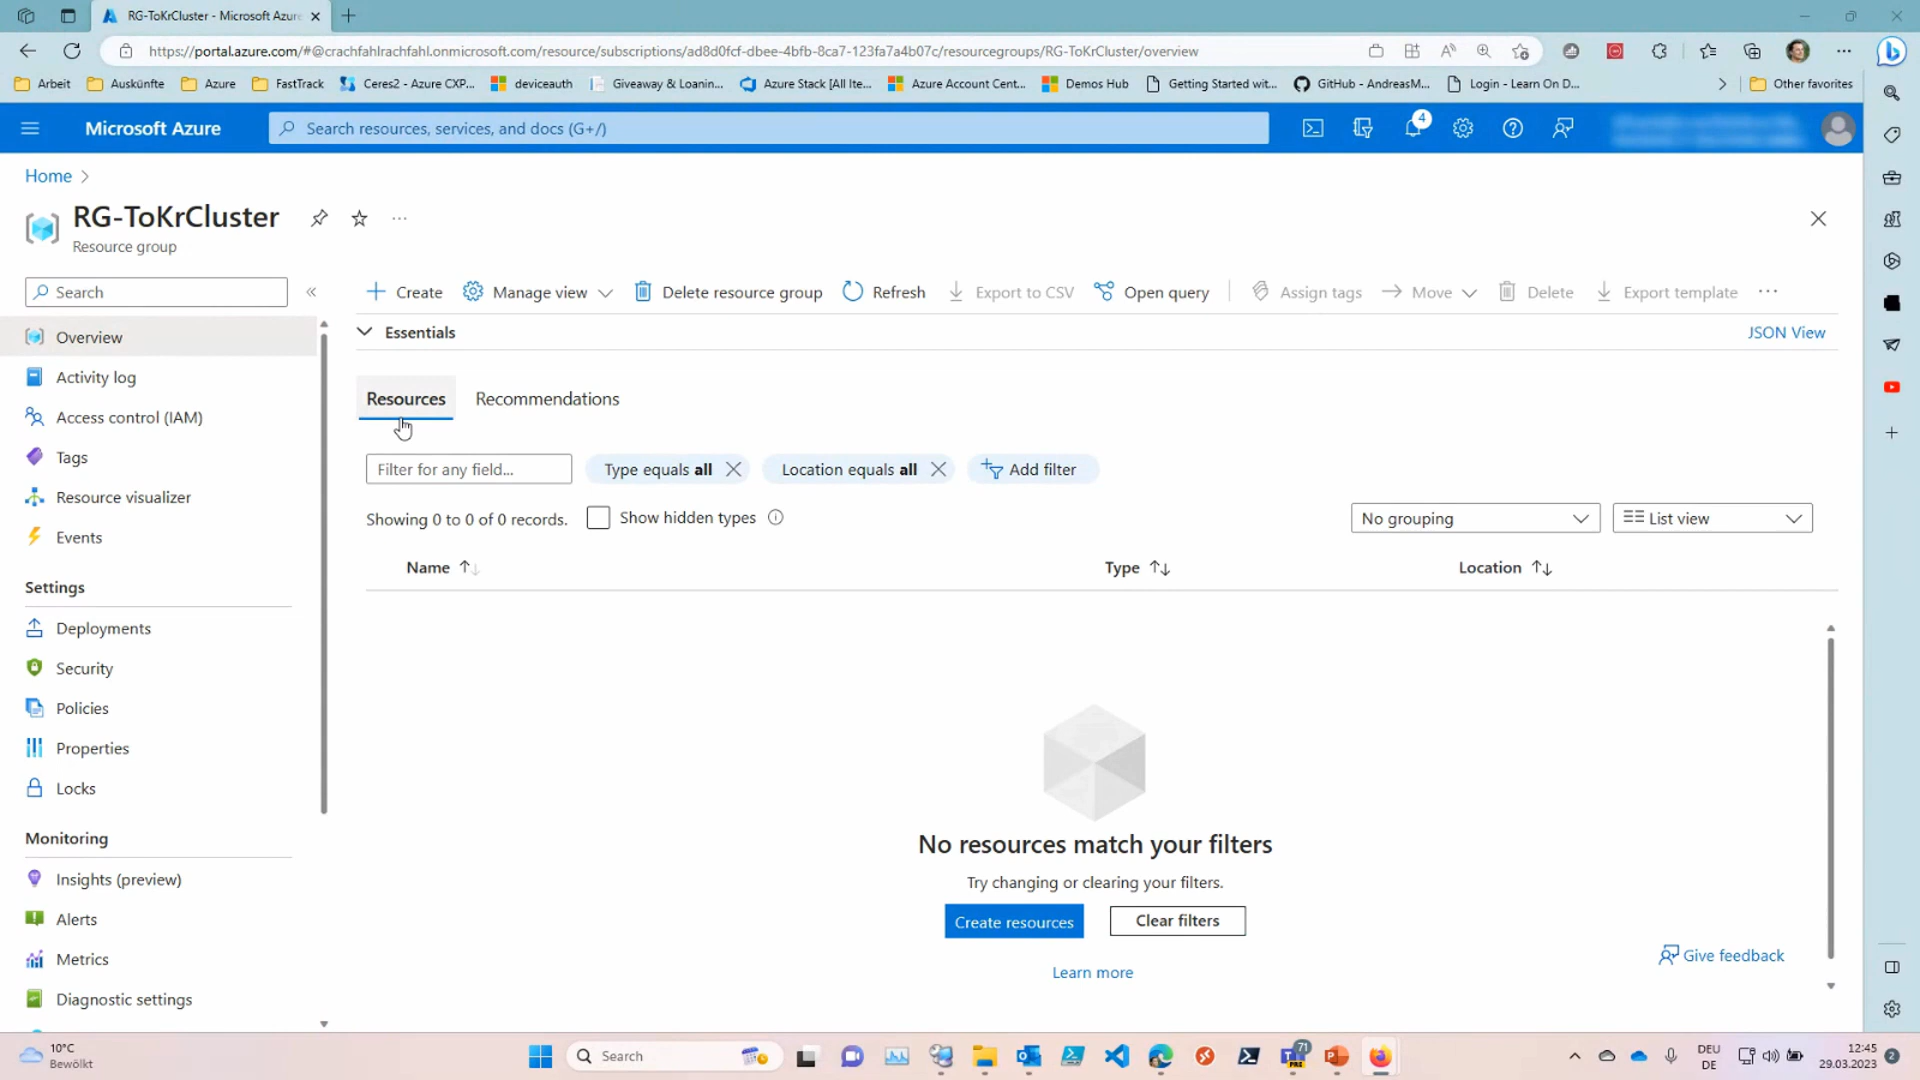 RG-ToKrCluster - Microsoft Azure
https://portal.azure.com/#@crachfahlrachfahl.onmicrosoft.com/resource/subscriptions/ad8d0fcf-dbee-4bfb-8ca7-123fa7a4b07c/resourcegroups/RG-ToKrCluster/overview
Arbeit Auskünfte Azure FastTrack Ceres2 - Azure CXP... deviceauth Giveaway & Loanin... Azure Stack [All Ite... Azure Account Cent... Demos Hub Getting Started wit... GitHub - AndreasM... Login - Learn On D... Other favorites
Microsoft Azure
Search resources, services, and docs (G+/)
4
Home
RG-ToKrCluster
Resource group
Search
Create Manage view Delete resource group Refresh Export to CSV Open query Assign tags Move Delete Export template
Overview
Activity log
Access control (IAM)
Tags
Resource visualizer
Events
Settings
Deployments
Security
Policies
Properties
Locks
Monitoring
Insights (preview)
Alerts
Metrics
Diagnostic settings
Essentials
JSON View
Resources Recommendations
Filter for any field... Type equals all Location equals all Add filter
Showing 0 to 0 of 0 records. Show hidden types
No grouping List view
Name Type Location
No resources match your filters
Try changing or clearing your filters.
Create resources Clear filters
Learn more
Give feedback
10°C
Bewölkt
Search
71
PRE
DEU
DE
12:45
29.03.2023
2